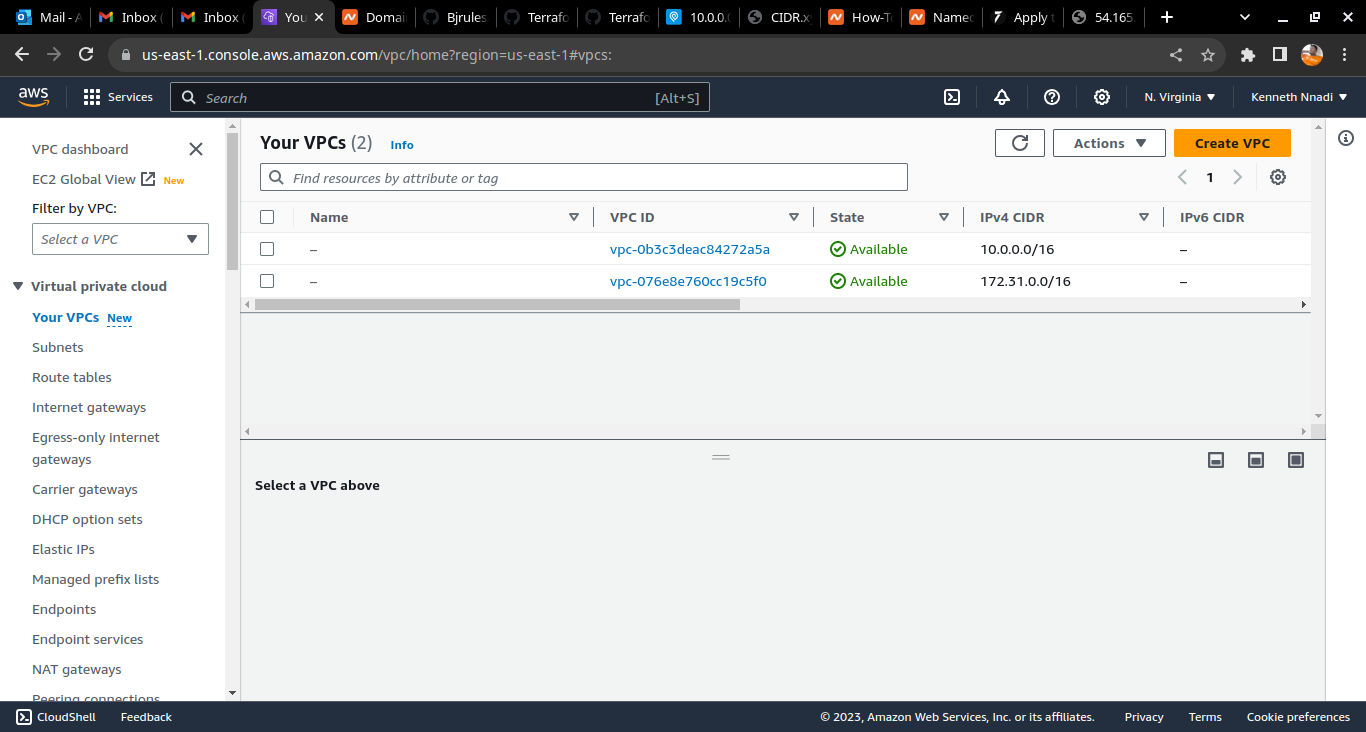 Mail - A Inbox ( Inbox ( You Domai Bjrules Terrafo Terrafo 10.0.0.0 CIDR.x How-T Named Apply t 54.165.
us-east-1.console.aws.amazon.com/vpc/home?region=us-east-1#vpcs:
aws Services Search [Alt+S] N. Virginia Kenneth Nnadi
VPC dashboard
EC2 Global View New
Filter by VPC:
Select a VPC
Virtual private cloud
Your VPCs New
Subnets
Route tables
Internet gateways
Egress-only internet
gateways
Carrier gateways
DHCP option sets
Elastic IPs
Managed prefix lists
Endpoints
Endpoint services
NAT gateways
Peering connections
Your VPCs (2) Info
Actions Create VPC
Find resources by attribute or tag
1
Name VPC ID State IPv4 CIDR IPv6 CIDR
– vpc-0b3c3deac84272a5a Available 10.0.0.0/16 –
– vpc-076e8e760cc19c5f0 Available 172.31.0.0/16 –
Select a VPC above
CloudShell Feedback © 2023, Amazon Web Services, Inc. or its affiliates. Privacy Terms Cookie preferences